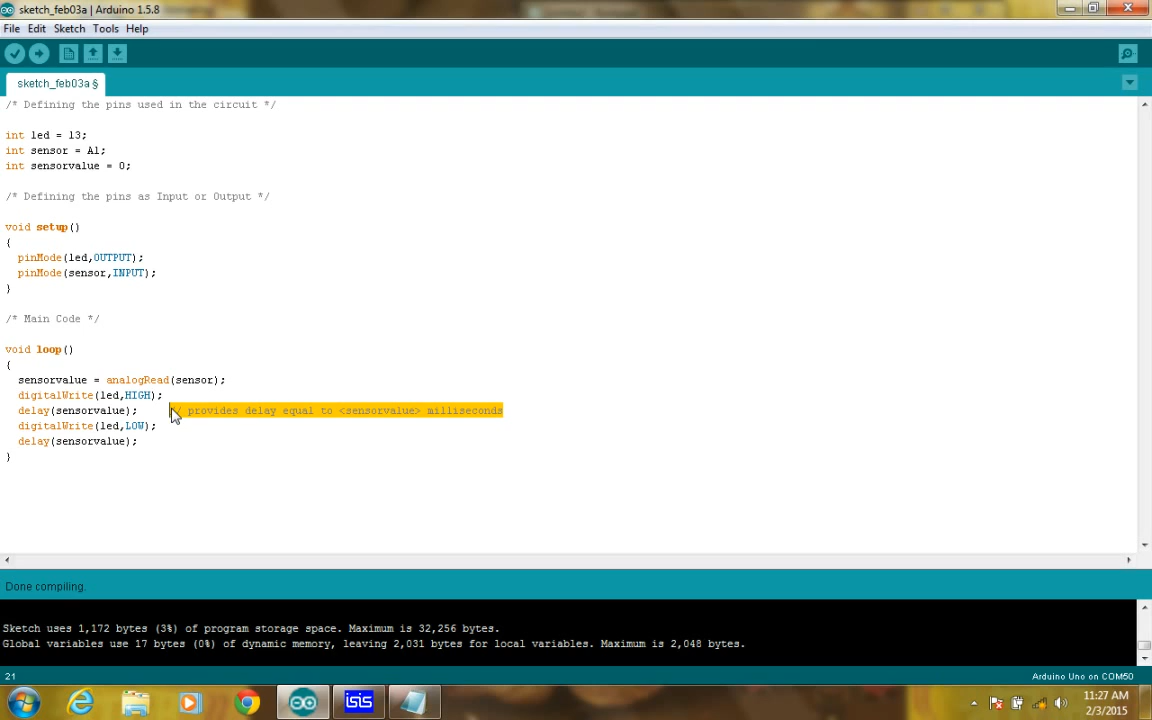 sketch_feb03a | Arduino 1.5.8
File Edit Sketch Tools Help
sketch_feb03a §
/* Defining the pins used in the circuit */
int led = 13;
int sensor = A1;
int sensorvalue = 0;
/* Defining the pins as Input or Output */
void setup()
{
pinMode(led,OUTPUT);
pinMode(sensor,INPUT);
}
/* Main Code */
void loop()
{
sensorvalue = analogRead(sensor);
digitalWrite(led,HIGH);
delay(sensorvalue); provides delay equal to <sensorvalue> milliseconds
digitalWrite(led,LOW);
delay(sensorvalue);
}
Done compiling.
Sketch uses 1,172 bytes (3%) of program storage space. Maximum is 32,256 bytes.
Global variables use 17 bytes (0%) of dynamic memory, leaving 2,031 bytes for local variables. Maximum is 2,048 bytes.
21 Arduino Uno on COM50
isis
11:27 AM
2/3/2015